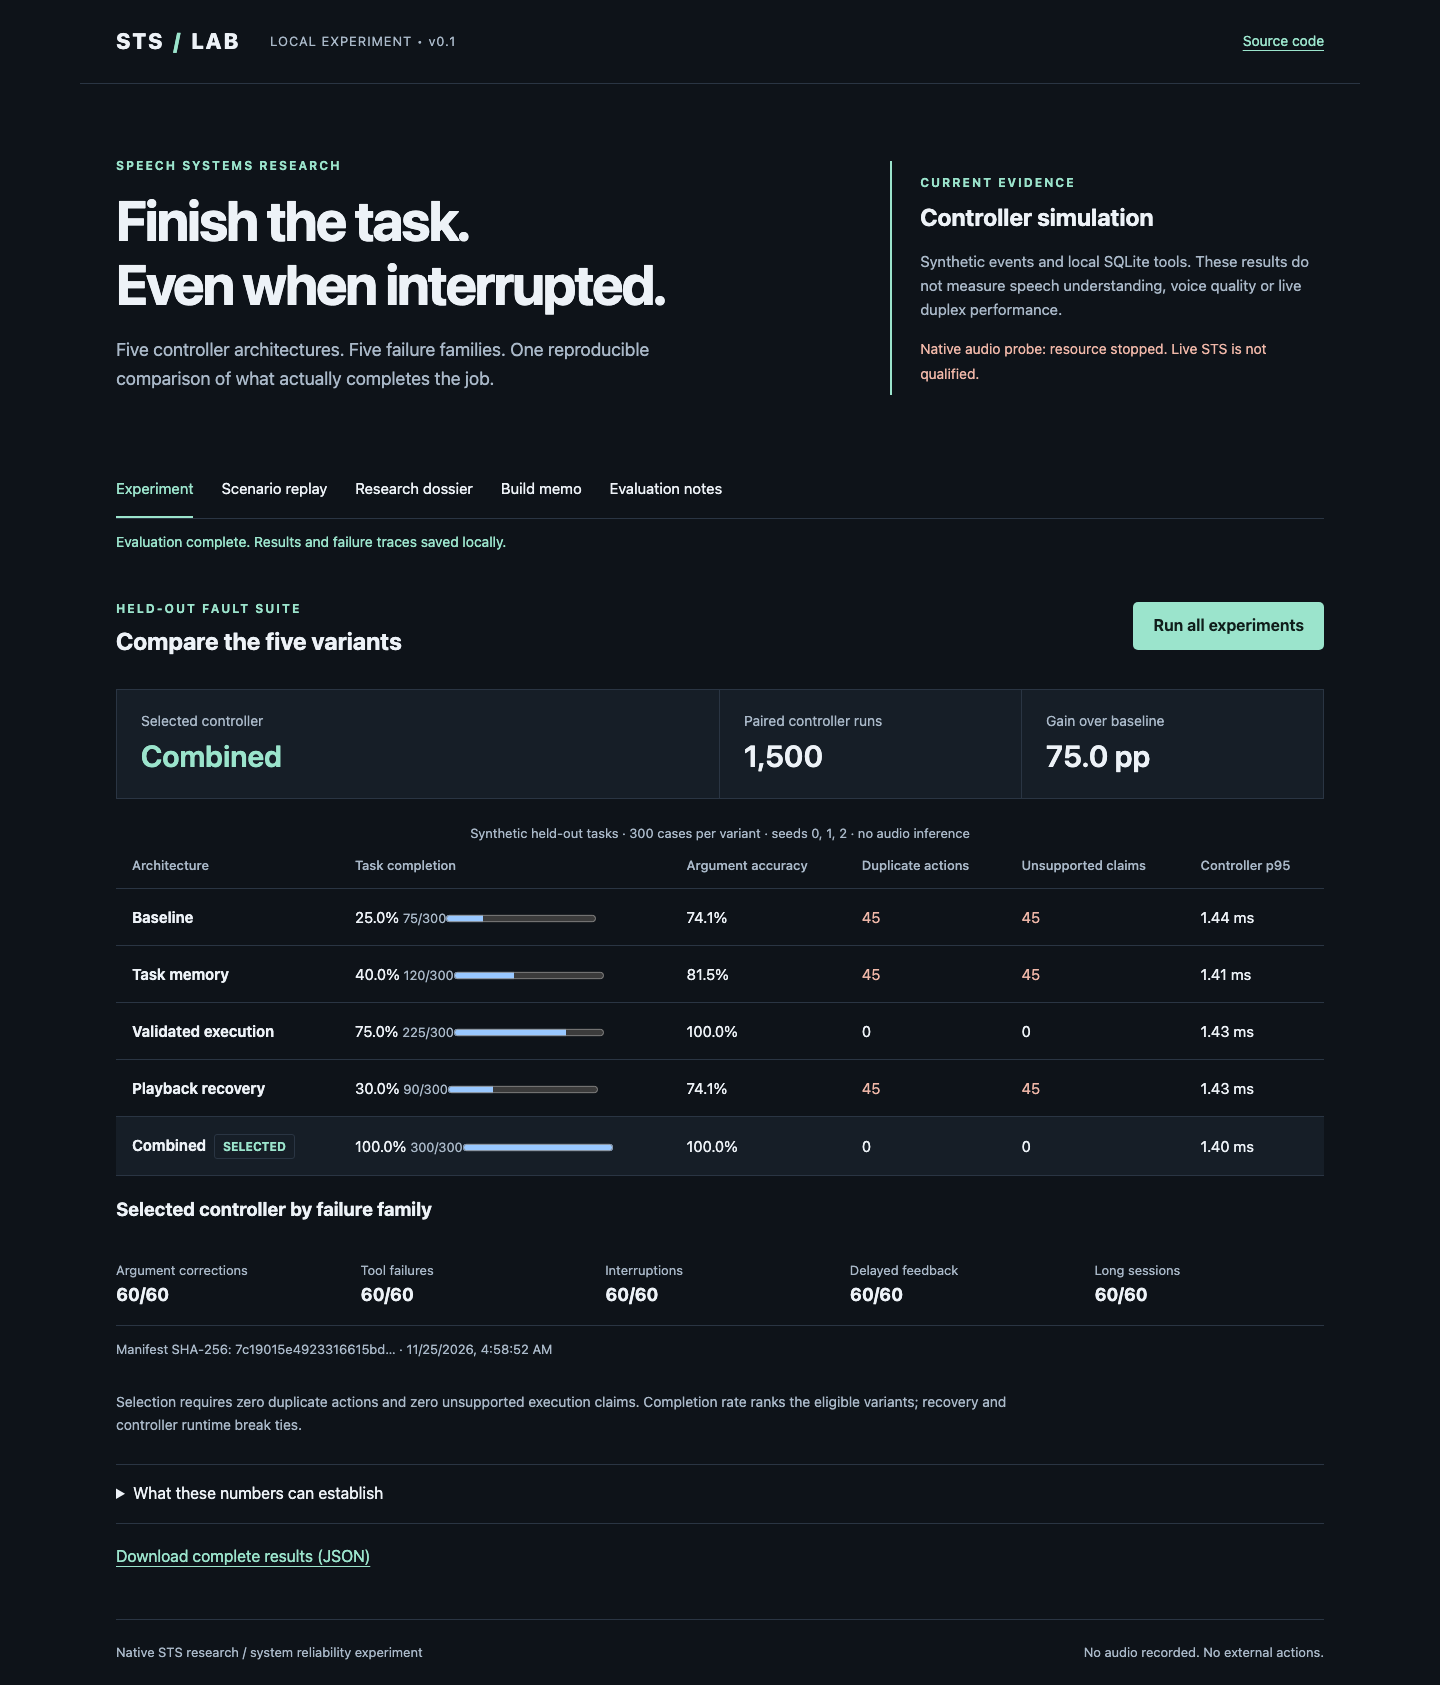 STS / LAB
LOCAL EXPERIMENT • v0.1
Source code
SPEECH SYSTEMS RESEARCH
Finish the task.
Even when interrupted.
Five controller architectures. Five failure families. One reproducible
comparison of what actually completes the job.
CURRENT EVIDENCE
Controller simulation
Synthetic events and local SQLite tools. These results do
not measure speech understanding, voice quality or live
duplex performance.
Native audio probe: resource stopped. Live STS is not
qualified.
Experiment Scenario replay Research dossier Build memo Evaluation notes
Evaluation complete. Results and failure traces saved locally.
HELD-OUT FAULT SUITE
Compare the five variants
Run all experiments
Selected controller
Combined
Paired controller runs
1,500
Gain over baseline
75.0 pp
Synthetic held-out tasks · 300 cases per variant · seeds 0, 1, 2 · no audio inference
Architecture Task completion Argument accuracy Duplicate actions Unsupported claims Controller p95
Baseline 25.0% 75/300 74.1% 45 45 1.44 ms
Task memory 40.0% 120/300 81.5% 45 45 1.41 ms
Validated execution 75.0% 225/300 100.0% 0 0 1.43 ms
Playback recovery 30.0% 90/300 74.1% 45 45 1.43 ms
Combined SELECTED 100.0% 300/300 100.0% 0 0 1.40 ms
Selected controller by failure family
Argument corrections
60/60
Tool failures
60/60
Interruptions
60/60
Delayed feedback
60/60
Long sessions
60/60
Manifest SHA-256: 7c19015e4923316615bd… · 11/25/2026, 4:58:52 AM
Selection requires zero duplicate actions and zero unsupported execution claims. Completion rate ranks the eligible variants; recovery and
controller runtime break ties.
What these numbers can establish
Download complete results (JSON)
Native STS research / system reliability experiment
No audio recorded. No external actions.